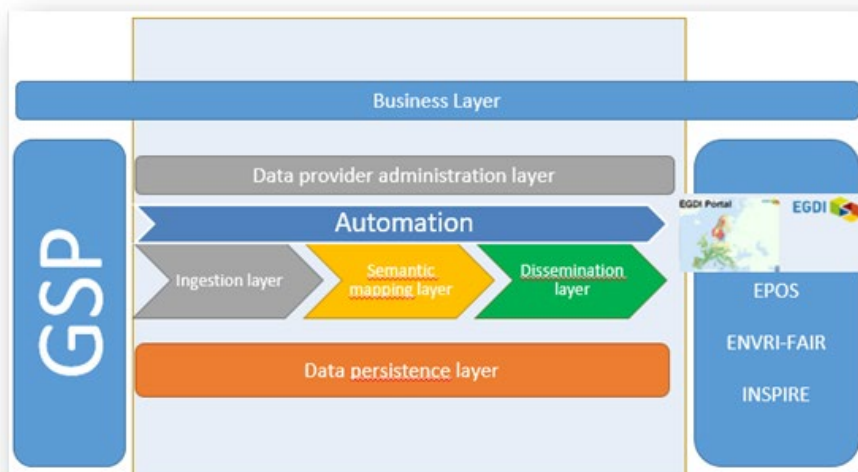 Business Layer
GSP
Data provider administration layer
Automation
Ingestion layer
Semantic
mapping layer
Dissemination
layer
Data persistence layer
EGDI Portal
EGDI
EPOS
ENVRI-FAIR
INSPIRE